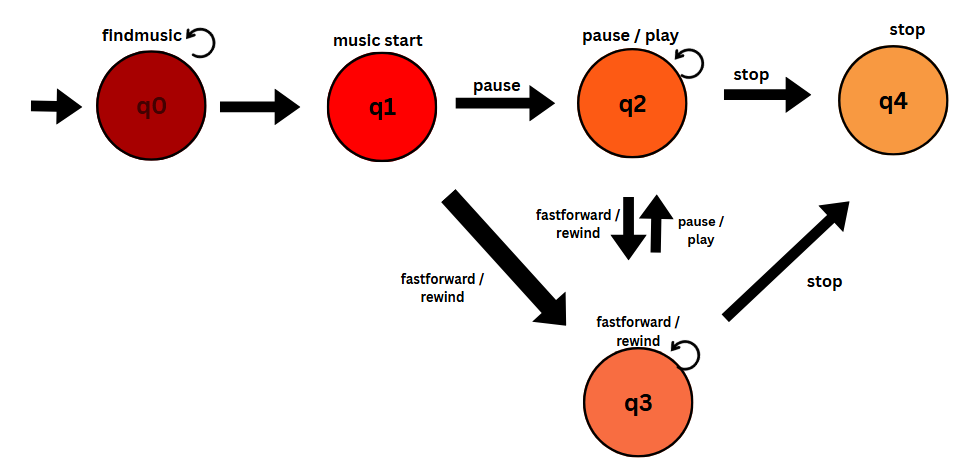 findmusic
music start
pause / play
stop
q0
q1
pause
q2
stop
q4
fastforward /
rewind
pause /
play
fastforward /
rewind
stop
fastforward /
rewind
q3